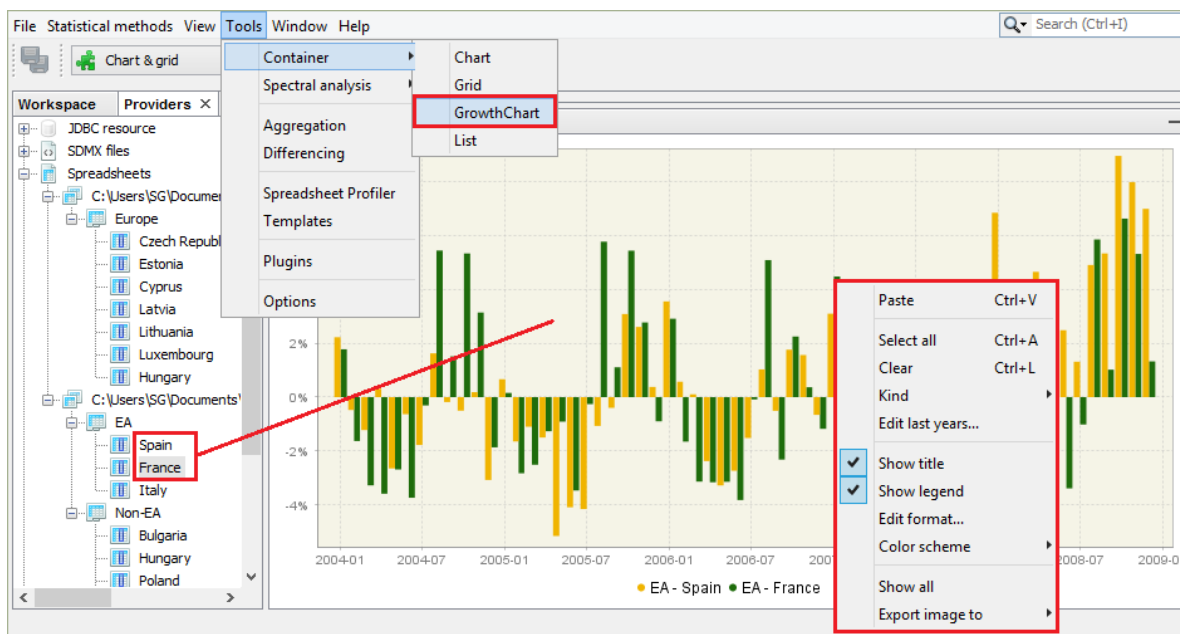 File Statistical methods View Tools Window Help
Search (Ctrl+I)
Chart & grid
Container
Spectral analysis
Aggregation
Differencing
Spreadsheet Profiler
Templates
Plugins
Options
Chart
Grid
GrowthChart
List
Workspace Providers
JDBC resource
SDMX files
Spreadsheets
C:\Users\SG\Documen
Europe
Czech Republ
Estonia
Cyprus
Latvia
Lithuania
Luxembourg
Hungary
C:\Users\SG\Documents\
EA
Spain
France
Italy
Non-EA
Bulgaria
Hungary
Poland
2%
0%
-2%
-4%
2004-01 2004-07 2005-01 2005-07 2006-01 2006-07 2007 2008-07 2009-0
EA - Spain EA - France
Paste Ctrl+V
Select all Ctrl+A
Clear Ctrl+L
Kind
Edit last years...
Show title
Show legend
Edit format...
Color scheme
Show all
Export image to